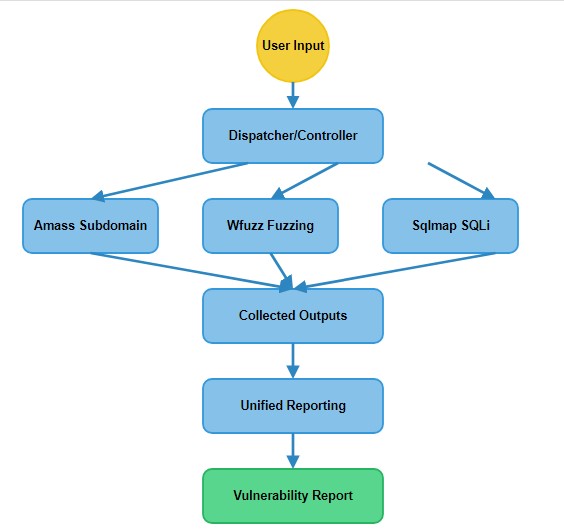 User Input
Dispatcher/Controller
Amass Subdomain
Wfuzz Fuzzing
Sqlmap SQLi
Collected Outputs
Unified Reporting
Vulnerability Report